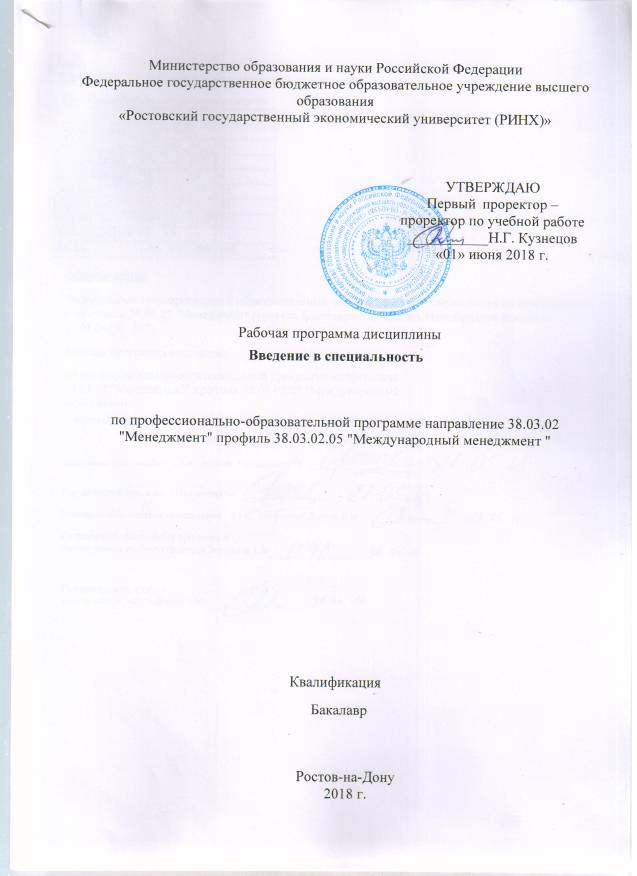 Министерство образования и науки Российской Федерации
Федеральное государственное бюджетное образовательное учреждение высшего
образования
«Ростовский государственный экономический университет (РИНХ)»
УТВЕРЖДАЮ
Первый проректор –
проректор по учебной работе
Н.Г. Кузнецов
«01» июня 2018 г.
Рабочая программа дисциплины
Введение в специальность
по профессионально-образовательной программе направление 38.03.02
"Менеджмент" профиль 38.03.02.05 "Международный менеджмент "
Квалификация
Бакалавр
Ростов-на-Дону
2018 г.